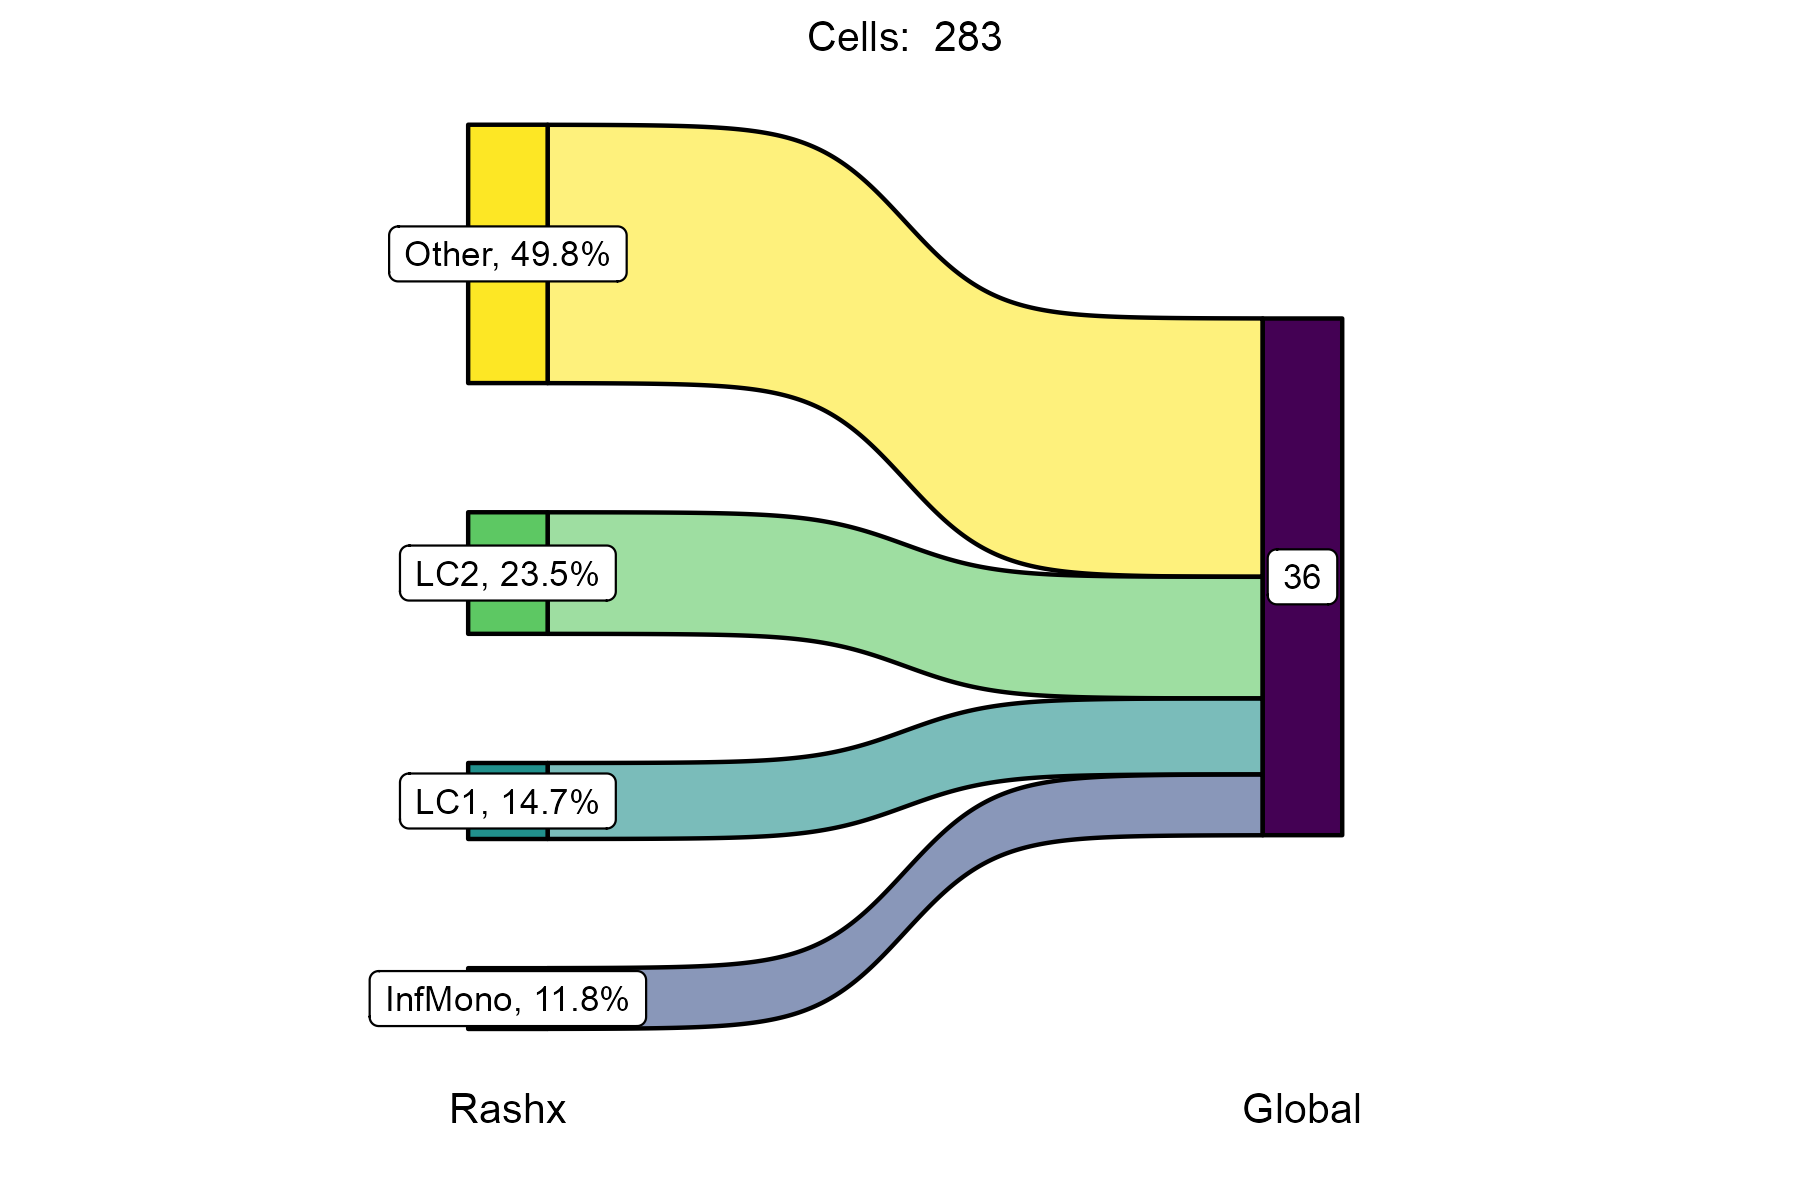 Cells:  283
Other, 49.8%
LC2, 23.5%
36
LC1, 14.7%
InfMono, 11.8%
Rashx
Global